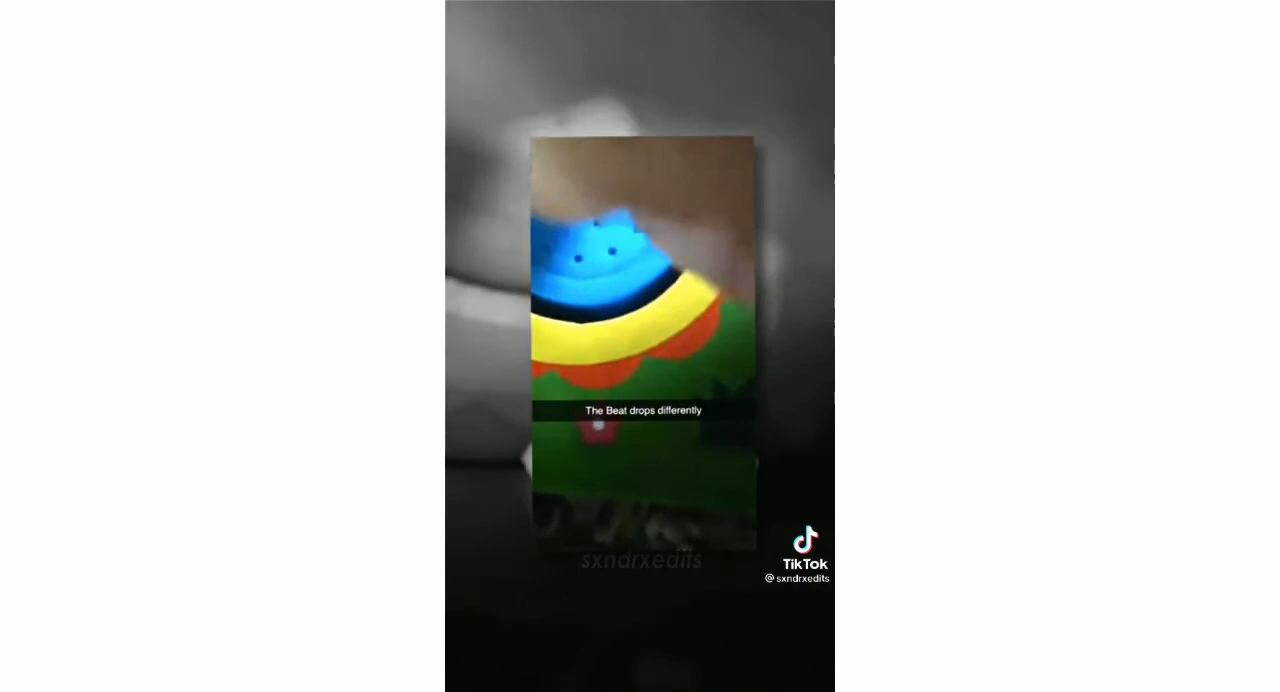 The Beat drops differently
sxndrxedits
TikTok
@sxndrxedits